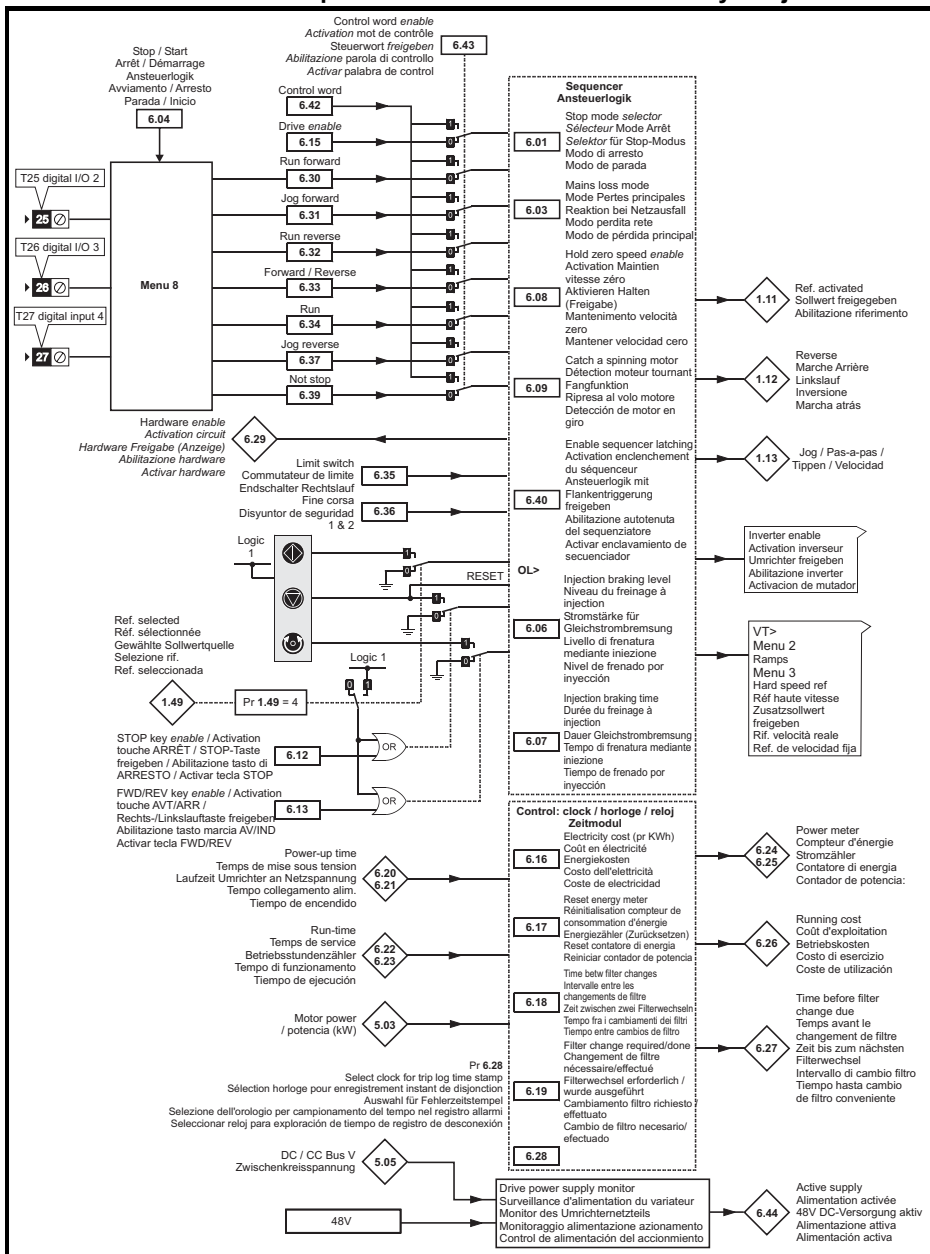 Control word enable
Activation mot de contrôle
Steuerwort freigeben
Abilitazione parola di controllo
Activar palabra de control
6.43
Stop / Start
Arrêt / Démarrage
Ansteuerlogik
Avviamento / Arresto
Parada / Inicio
6.04
Menu 8
T25 digital I/O 2
25
T26 digital I/O 3
26
T27 digital input 4
27
Control word
6.42
Drive enable
6.15
Run forward
6.30
Jog forward
6.31
Run reverse
6.32
Forward / Reverse
6.33
Run
6.34
Jog reverse
6.37
Not stop
6.39
1
0
1
0
1
0
1
0
1
0
1
0
1
0
1
0
Hardware enable
Activation circuit
Hardware Freigabe (Anzeige)
Abilitazione hardware
Activar hardware
6.29
Limit switch
Commutateur de limite
Endschalter Rechtslauf
Fine corsa
Disyuntor de seguridad
1 & 2
6.35
6.36
Logic
1
1
0
RESET
1
0
1
0
Logic 1
0 1
Ref. selected
Réf. sélectionnée
Gewählte Sollwertquelle
Selezione rif.
Ref. seleccionada
1.49
Pr 1.49 = 4
STOP key enable / Activation
touche ARRÊT / STOP-Taste
freigeben / Abilitazione tasto di
ARRESTO / Activar tecla STOP
6.12
OR
FWD/REV key enable / Activation
touche AVT/ARR /
Rechts-/Linkslauftaste freigeben
Abilitazione tasto marcia AV/IND
Activar tecla FWD/REV
6.13
OR
Sequencer
Ansteuerlogik
6.01
Stop mode selector
Sélecteur Mode Arrêt
Selektor für Stop-Modus
Modo di arresto
Modo de parada
6.03
Mains loss mode
Mode Pertes principales
Reaktion bei Netzausfall
Modo perdita rete
Modo de pérdida principal
6.08
Hold zero speed enable
Activation Maintien
vitesse zéro
Aktivieren Halten
(Freigabe)
Mantenimento velocità
zero
Mantener velocidad cero
6.09
Catch a spinning motor
Détection moteur tournant
Fangfunktion
Ripresa al volo motore
Detección de motor en
giro
6.40
Enable sequencer latching
Activation enclenchement
du séquenceur
Ansteuerlogik mit
Flankentriggerung
freigeben
Abilitazione autotenuta
del sequenziatore
Activar enclavamiento de
secuenciador
OL>
6.06
Injection braking level
Niveau du freinage à
injection
Stromstärke für
Gleichstrombremsung
Livello di frenatura
mediante iniezione
Nivel de frenado por
inyección
6.07
Injection braking time
Durée du freinage à
injection
Dauer Gleichstrombremsung
Tempo di frenatura mediante
iniezione
Tiempo de frenado por
inyección
1.11
Ref. activated
Sollwert freigegeben
Abilitazione riferimento
1.12
Reverse
Marche Arrière
Linkslauf
Inversione
Marcha atrás
1.13
Jog / Pas-a-pas /
Tippen / Velocidad
Inverter enable
Activation inverseur
Umrichter freigeben
Abilitazione inverter
Activacion de mutador
VT>
Menu 2
Ramps
Menu 3
Hard speed ref
Réf haute vitesse
Zusatzsollwert
freigeben
Rif. velocità reale
Ref. de velocidad fija
Power-up time
Temps de mise sous tension
Laufzeit Umrichter an Netzspannung
Tempo collegamento alim.
Tiempo de encendido
6.20
6.21
Run-time
Temps de service
Betriebsstundenzähler
Tempo di funzionamento
Tiempo de ejecución
6.22
6.23
Motor power
/ potencia (kW)
5.03
Pr 6.28
Select clock for trip log time stamp
Sélection horloge pour enregistrement instant de disjonction
Auswahl für Fehlerzeitstempel
Selezione dell'orologio per campionamento del tempo nel registro allarmi
Seleccionar reloj para exploración de tiempo de registro de desconexión
Control: clock / horloge / reloj
Zeitmodul
6.16
Electricity cost (pr KWh)
Coût en électricité
Energiekosten
Costo dell'elettrità
Coste de electricidad
6.17
Reset energy meter
Réinitialisation compteur de
consommation d'énergie
Energiezähler (Zurücksetzen)
Reset contatore di energia
Reiniciar contador de potencia
6.18
Time betw filter changes
Intervalle entre les
changements de filtre
Zeit zwischen zwei Filterwechseln
Tempo fra i cambiamenti dei filtri
Tiempo entre cambios de filtro
6.19
Filter change required/done
Changement de filtre
nécessaire/effectué
Filterwechsel erforderlich /
wurde ausgeführt
Cambiamento filtro richiesto /
effettuato
Cambio de filtro necesario/
efectuado
6.28
6.24
6.25
Power meter
Compteur d'énergie
Stromzähler
Contatore di energia
Contador de potencia:
6.26
Running cost
Coût d'exploitation
Betriebskosten
Costo di esercizio
Coste de utilización
6.27
Time before filter
change due
Temps avant le
changement de filtre
Zeit bis zum nächsten
Filterwechsel
Intervallo di cambio filtro
Tiempo hasta cambio
de filtro conveniente
DC / CC Bus V
Zwischenkreisspannung
5.05
48V
Drive power supply monitor
Surveillance d'alimentation du variateur
Monitor des Umrichternetzteils
Monitoraggio alimentazione azionamento
Control de alimentación del accionmiento
6.44
Active supply
Alimentation activée
48V DC-Versorgung aktiv
Alimentazione attiva
Alimentación activa